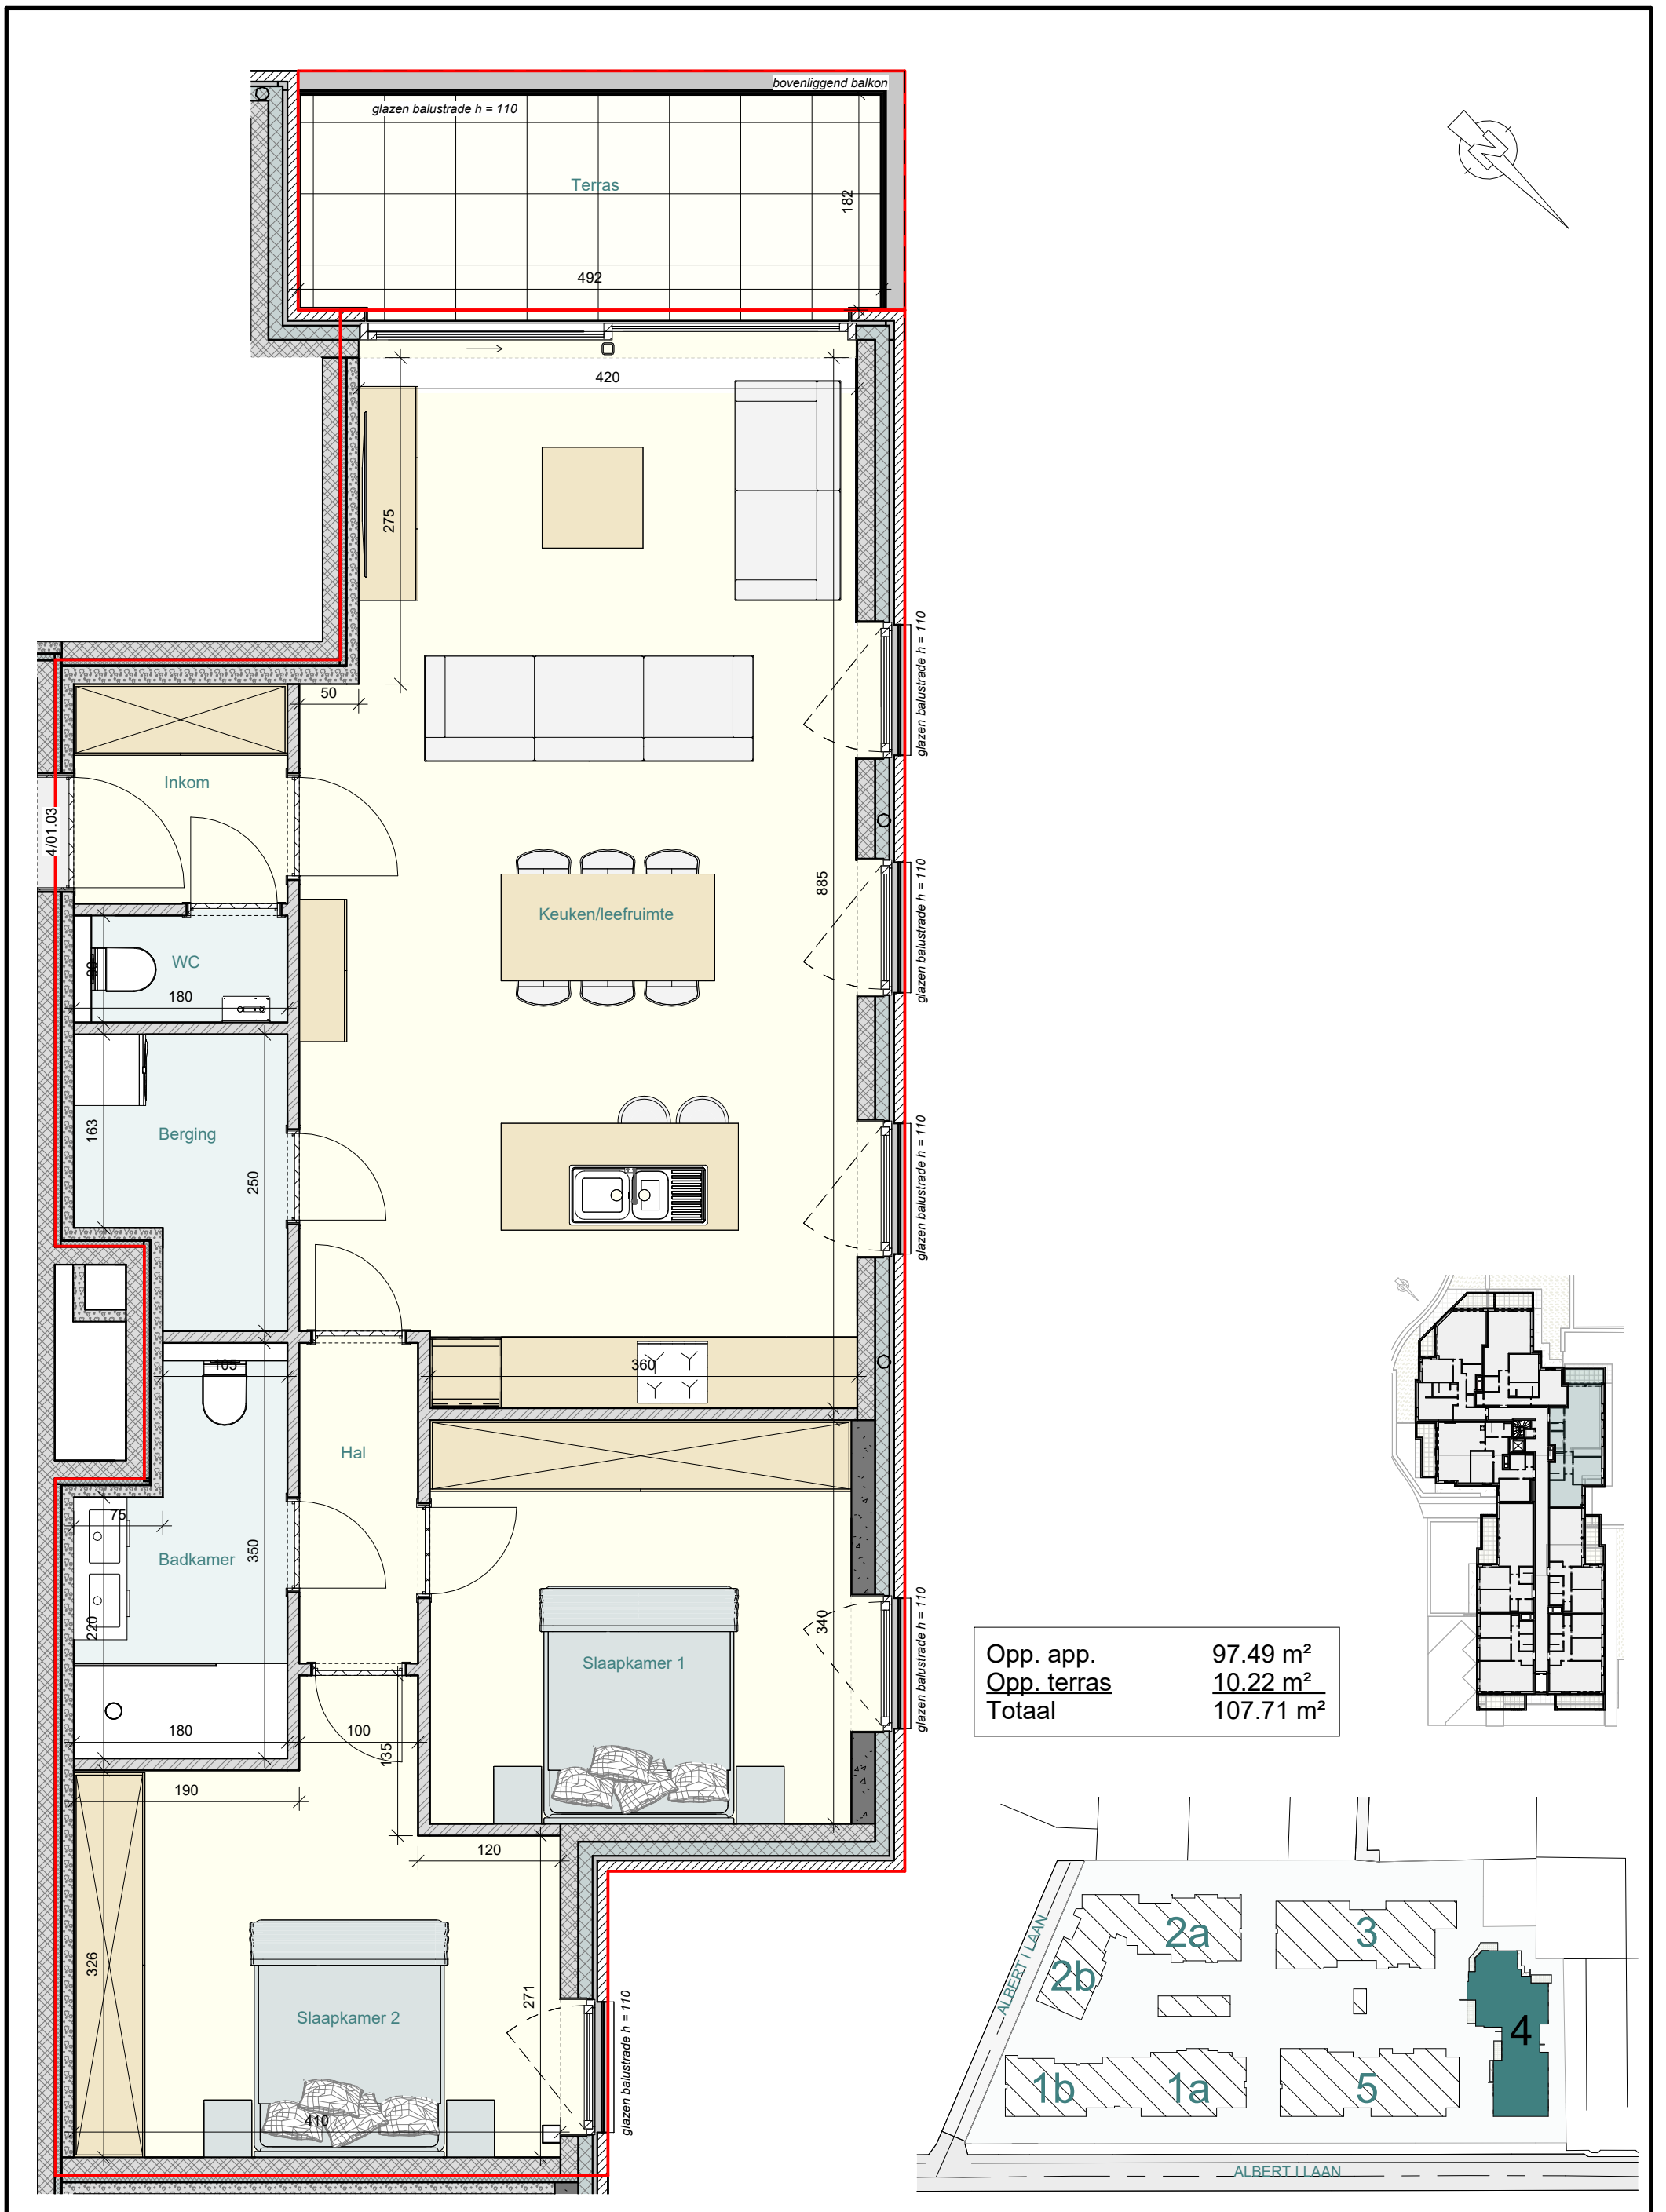 bovenliggend balkon
glazen balustrade h = 110
Terras
182
492
420
275
glazen balustrade h = 110
50
Inkom
4/01.03
885
glazen balustrade h = 110
Keuken/leefruimte
WC
90
180
163
Berging
250
glazen balustrade h = 110
105
360
Hal
75
Badkamer
350
220
340
glazen balustrade h = 110
Slaapkamer 1
180
100
135
190
120
326
271
Slaapkamer 2
410
glazen balustrade h = 110
Opp. app. 97.49 m²
Opp. terras 10.22 m²
Totaal 107.71 m²
N
ALBERT I LAAN
2a
3
2b
4
1b
1a
5
ALBERT I LAAN